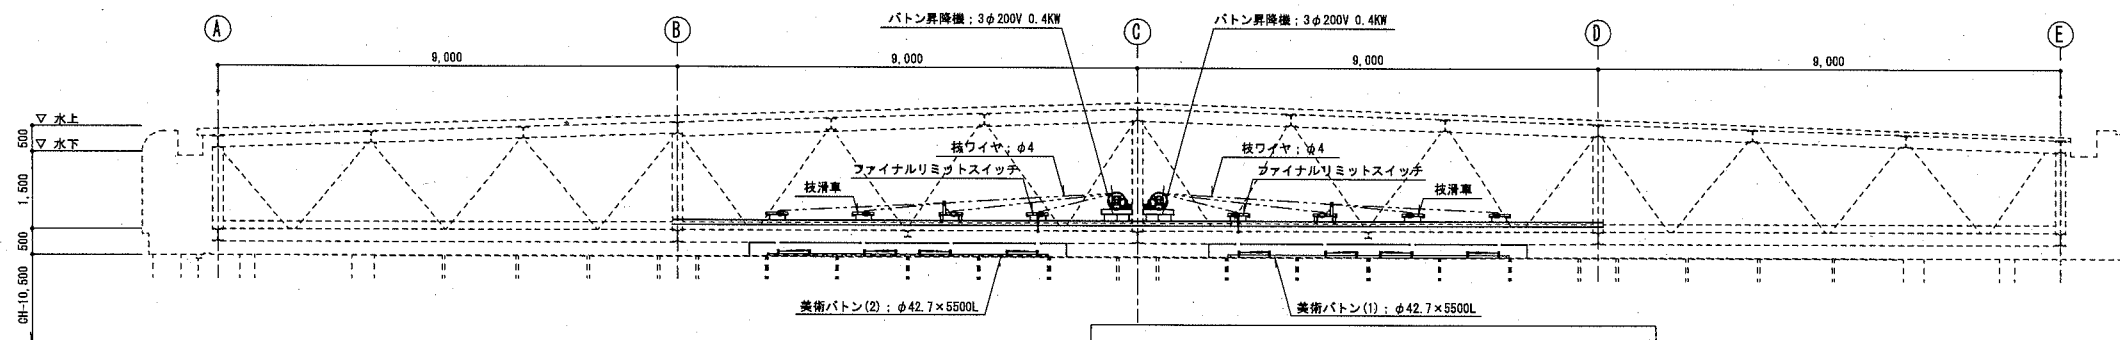 バトン昇降機；3φ200V 0.4KW
バトン昇降機；3φ200V 0.4KW
A
B
C
D
E
9,000
9,000
9,000
9,000
▽ 水上
500
▽ 水下
枝ワイヤ；φ4
枝ワイヤ；φ4
ファイナルリミットスイッチ
ファイナルリミットスイッチ
1,500
枝滑車
枝滑車
500
CH=10,500
美術バトン(2)；φ42.7×5500L
美術バトン(1)；φ42.7×5500L